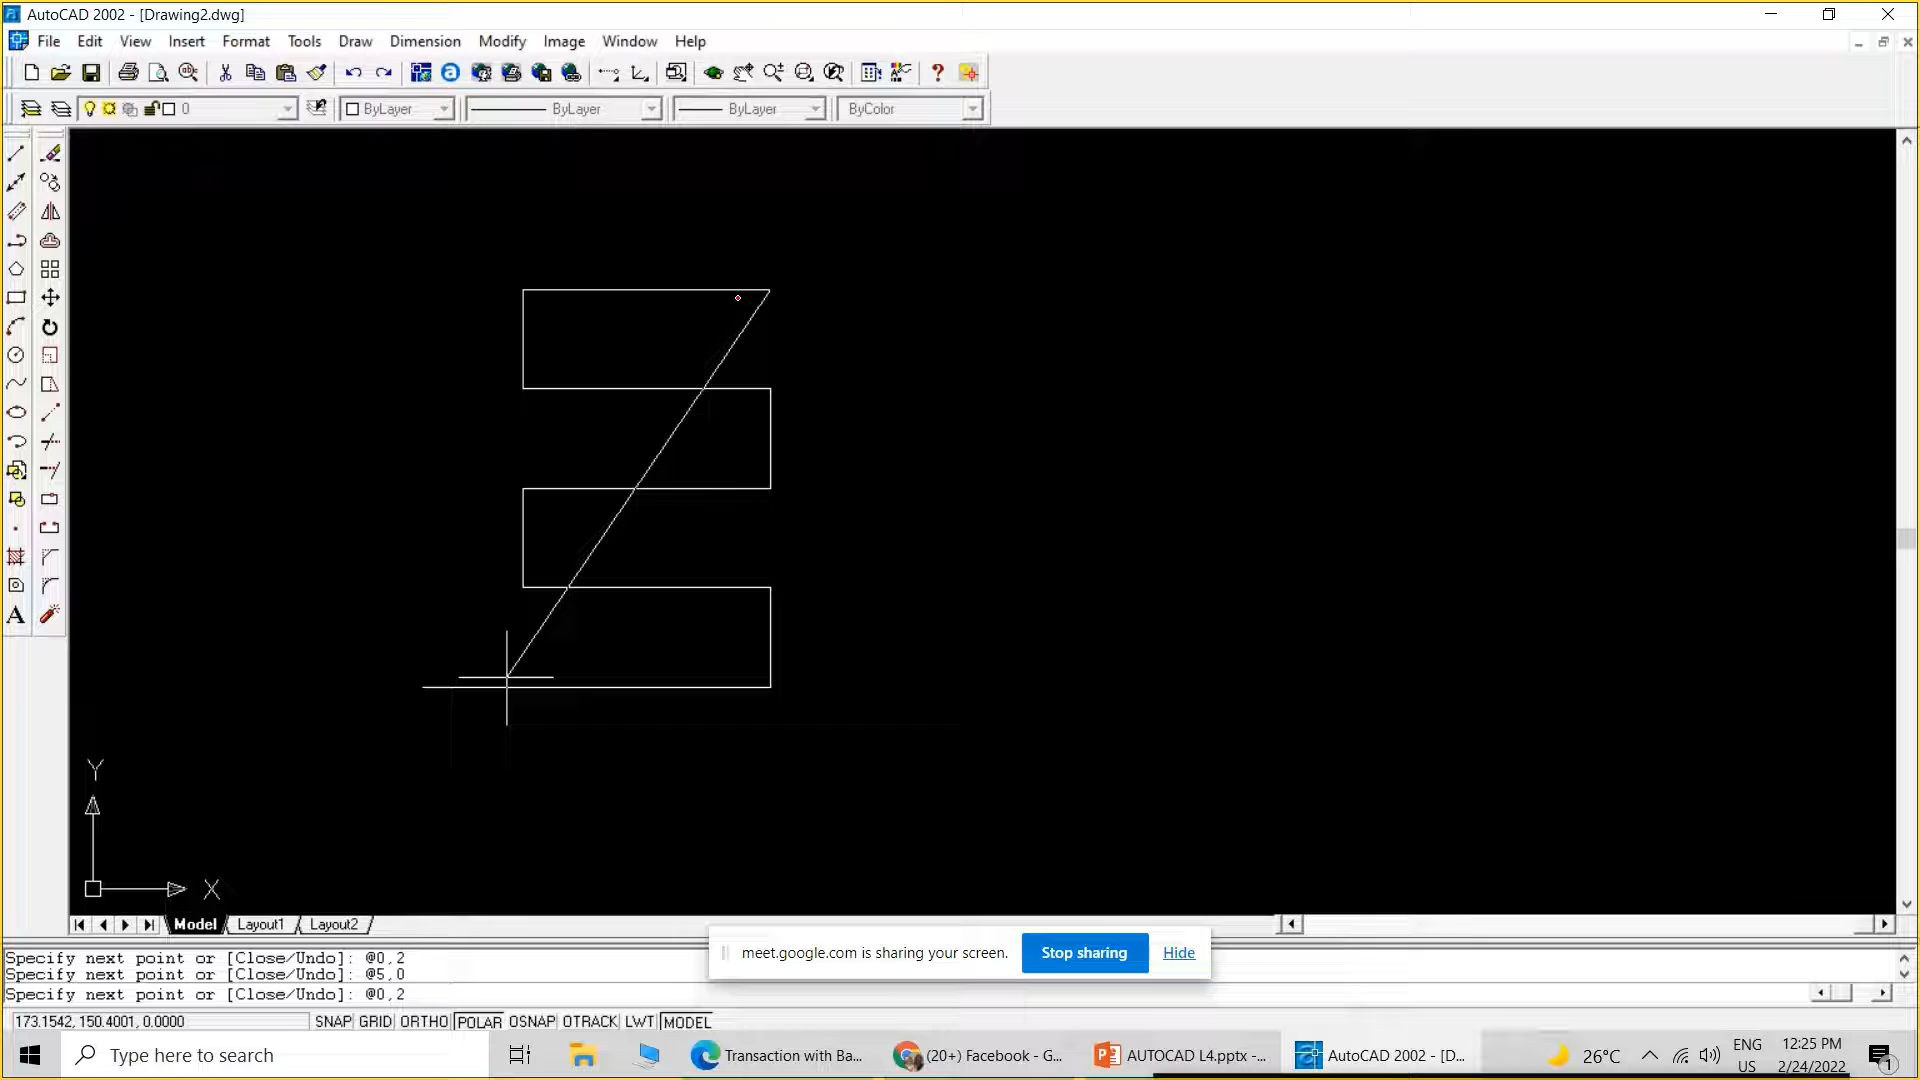 AutoCAD 2002 - [Drawing2.dwg]
File Edit View Insert Format Tools Draw Dimension Modify Image Window Help
0 ByLayer ByLayer ByLayer ByColor
A
Y
X
Model Layout1 Layout2
meet.google.com is sharing your screen. Stop sharing Hide
Specify next point or [Close/Undo]: @0,2
Specify next point or [Close/Undo]: @5,0
Specify next point or [Close/Undo]: @0,2
173.1542, 150.4001, 0.0000 SNAP GRID ORTHO POLAR OSNAP OTRACK LWT MODEL
Type here to search Transaction with Ba... (20+) Facebook - G... AUTOCAD L4.pptx -... AutoCAD 2002 - [D... 26°C ENG 12:25 PM
US 2/24/2022 1